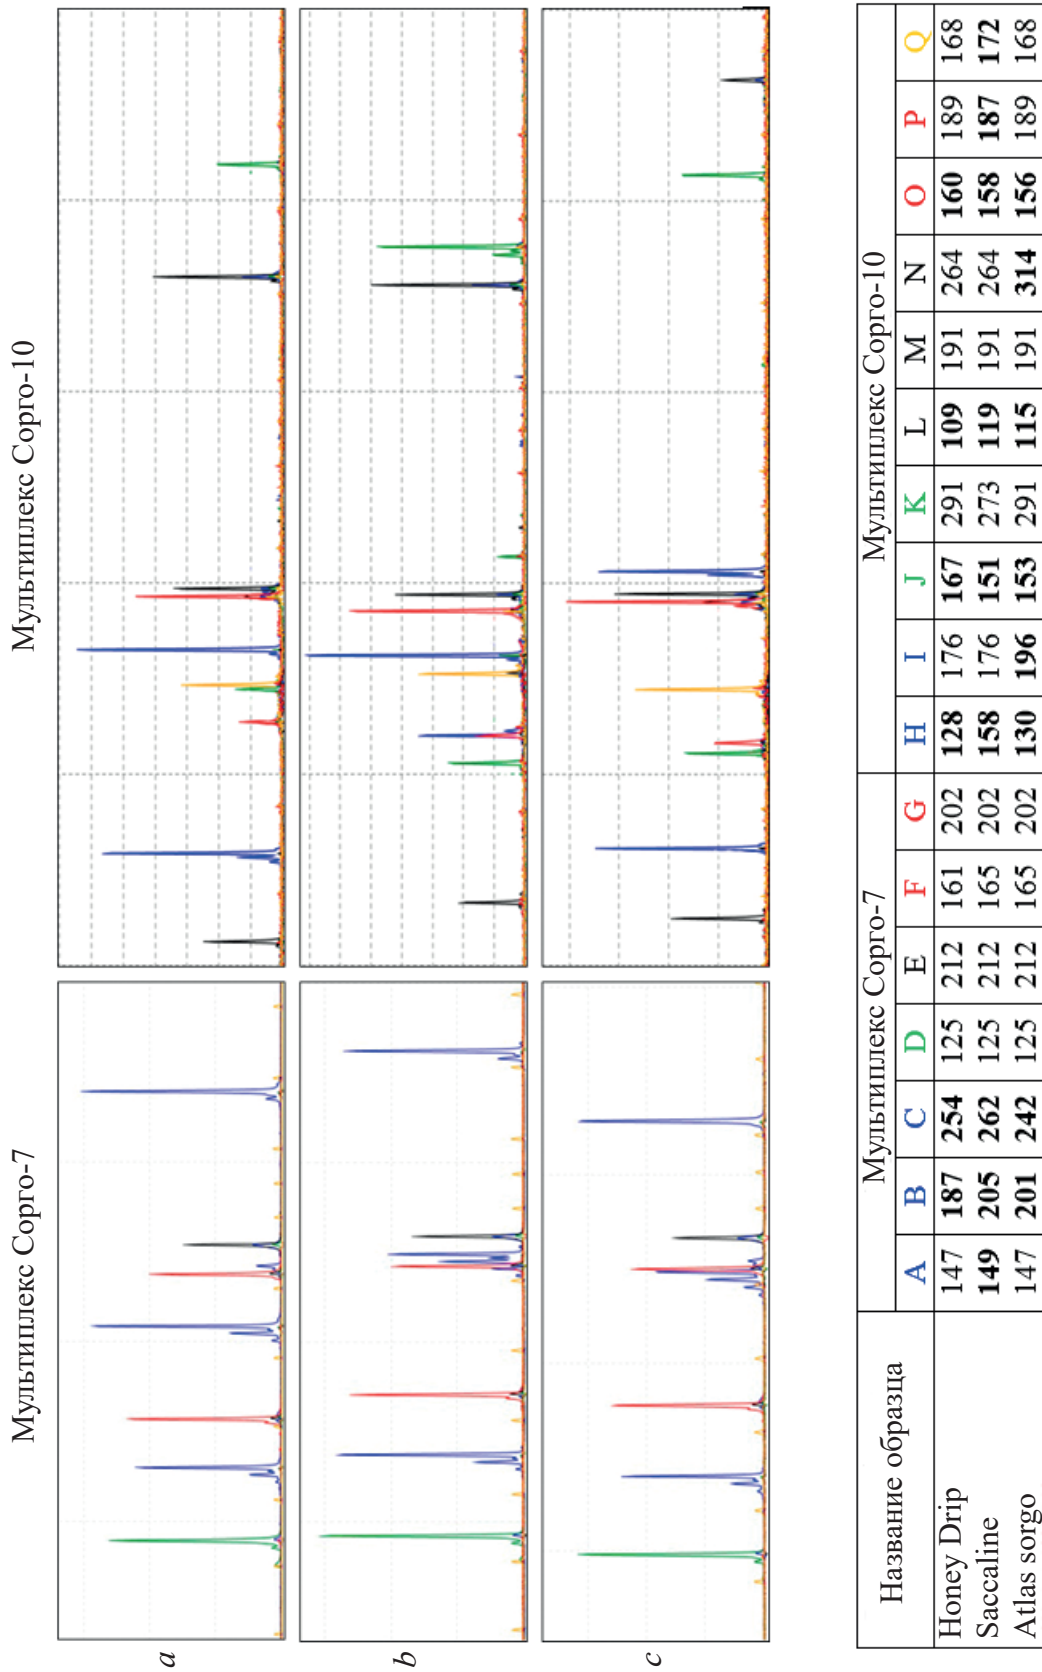 Мультиплекс Сорго-7 Мультиплекс Сорго-10
a
b
c
Название образца Мультиплекс Сорго-7 Мультиплекс Сорго-10
A B C D E F G H I J K L M N O P Q
Honey Drip 147 187 254 125 212 161 202 128 176 167 291 109 191 264 160 189 168
Saccaline 149 205 262 125 212 165 202 158 176 151 273 119 191 264 158 187 172
Atlas sorgo 147 201 242 125 212 165 202 130 196 153 291 115 191 314 156 189 168